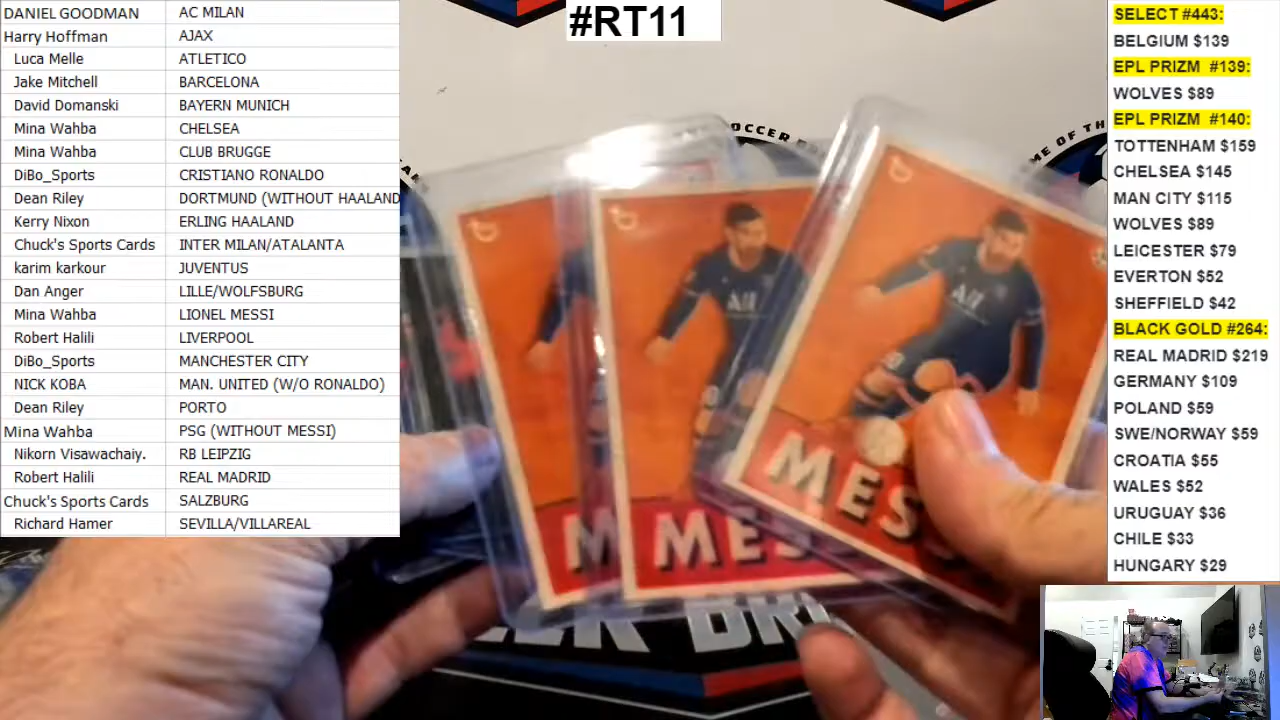 #RT11
DANIEL GOODMAN AC MILAN
Harry Hoffman AJAX
Luca Melle ATLETICO
Jake Mitchell BARCELONA
David Domanski BAYERN MUNICH
Mina Wahba CHELSEA
Mina Wahba CLUB BRUGGE
DiBo_Sports CRISTIANO RONALDO
Dean Riley DORTMUND (WITHOUT HAALAND
Kerry Nixon ERLING HAALAND
Chuck's Sports Cards INTER MILAN/ATALANTA
karim karkour JUVENTUS
Dan Anger LILLE/WOLFSBURG
Mina Wahba LIONEL MESSI
Robert Halili LIVERPOOL
DiBo_Sports MANCHESTER CITY
NICK KOBA MAN. UNITED (W/O RONALDO)
Dean Riley PORTO
Mina Wahba PSG (WITHOUT MESSI)
Nikorn Visawachaiy. RB LEIPZIG
Robert Halili REAL MADRID
Chuck's Sports Cards SALZBURG
Richard Hamer SEVILLA/VILLAREAL
SELECT #443:
BELGIUM $139
EPL PRIZM #139:
WOLVES $89
EPL PRIZM #140:
TOTTENHAM $159
CHELSEA $145
MAN CITY $115
WOLVES $89
LEICESTER $79
EVERTON $52
SHEFFIELD $42
BLACK GOLD #264:
REAL MADRID $219
GERMANY $109
POLAND $59
SWE/NORWAY $59
CROATIA $55
WALES $52
URUGUAY $36
CHILE $33
HUNGARY $29
SOCCER
ME OF TH
M
MES
MES